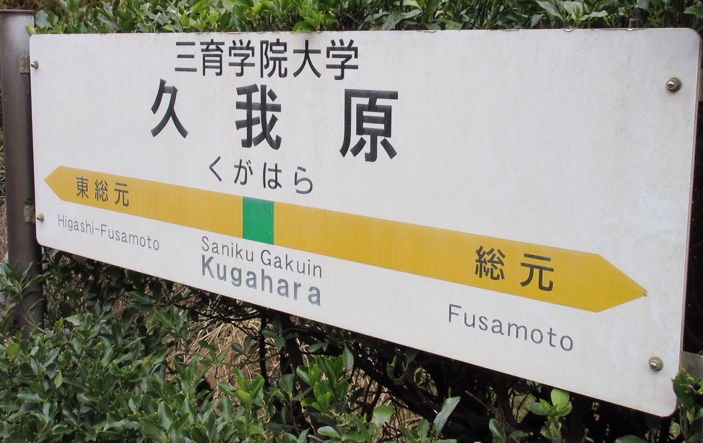 三育学院大学
久我原
くがはら
東総元
総元
Higashi-Fusamoto
Saniku Gakuin
Kugahara
Fusamoto